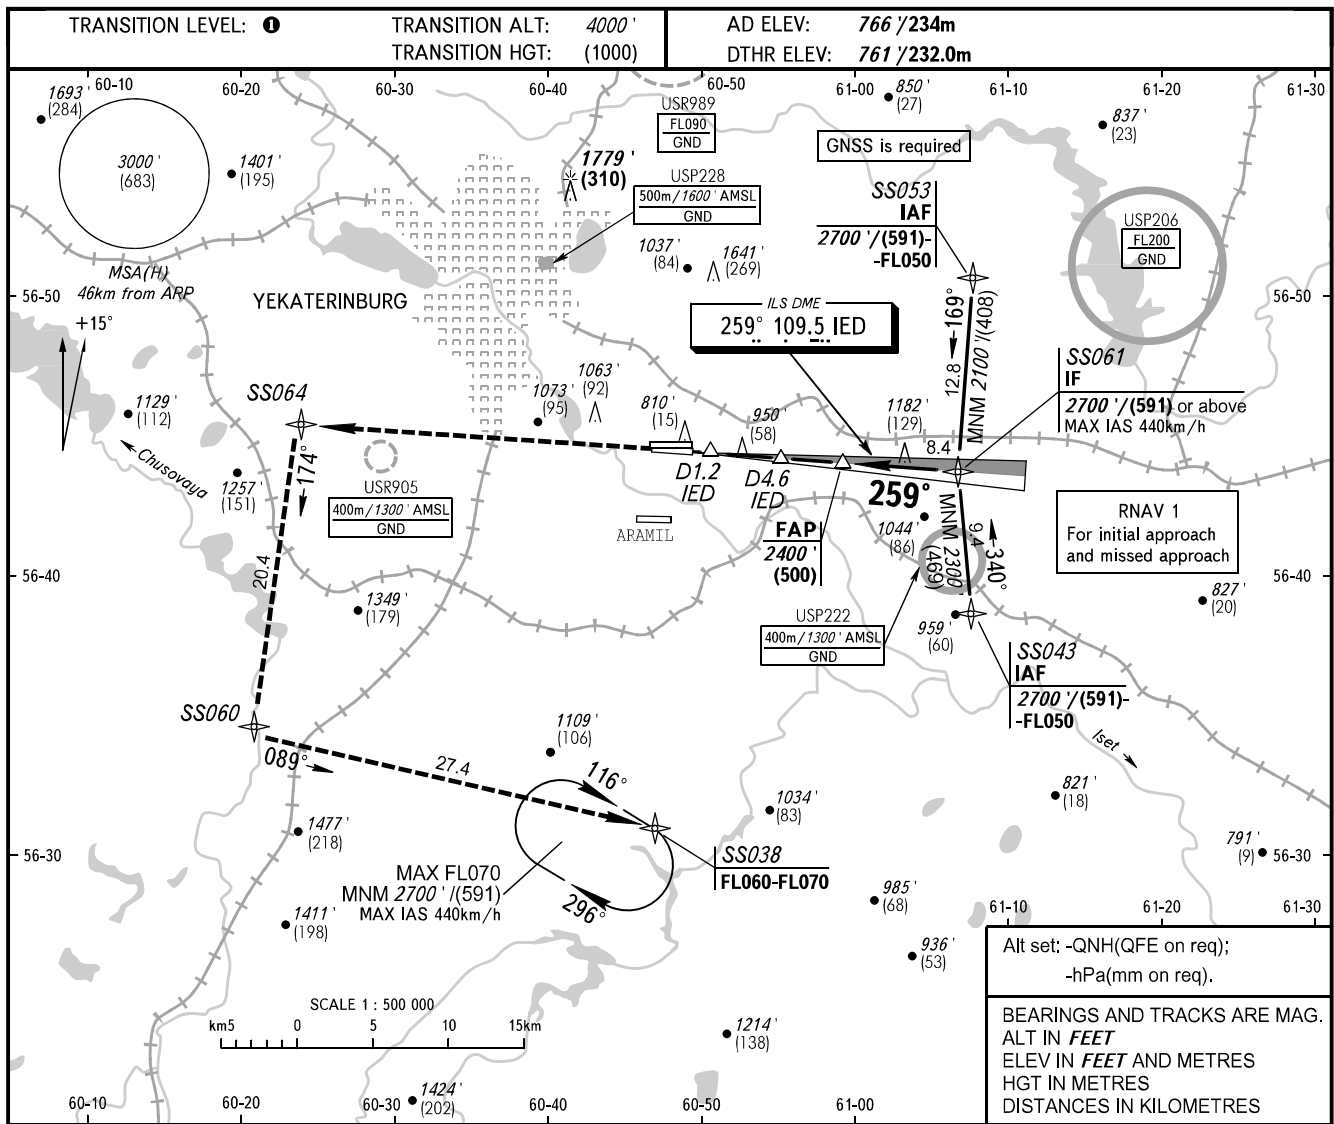 TRANSITION LEVEL: ❶
TRANSITION ALT: 4000 '
TRANSITION HGT: (1000)
AD ELEV: 766 '/234m
DTHR ELEV: 761 '/232.0m
60-10
60-20
60-30
60-40
60-50
61-00
61-10
61-20
61-30
1693 '
(284)
3000 '
(683)
1401 '
(195)
MSA(H)
46km from ARP
+15°
56-50
YEKATERINBURG
1779 '
(310)
USR989
FL090
GND
USP228
500m/1600 ' AMSL
GND
1037 '
(84)
1641 '
(269)
850 '
(27)
837 '
(23)
GNSS is required
SS053
IAF
2700 '/(591)-
-FL050
USP206
FL200
GND
56-50
ILS DME
259° 109.5 IED
169°
12.8
MNM 2100 '/(408)
SS061
IF
2700 '/(591) or above
MAX IAS 440km/h
1129 '
(112)
Chusovaya
SS064
174°
1257 '
(151)
USR905
400m/1300 ' AMSL
GND
1073 '
(95)
1063 '
(92)
810 '
(15)
950 '
(58)
1182 '
(129)
8.4
D1.2
IED
D4.6
IED
259°
ARAMIL
FAP
2400 '
(500)
1044 '
(86)
MNM 2300 '
(469)
9.4
340°
RNAV 1
For initial approach
and missed approach
56-40
56-40
20.4
1349 '
(179)
827 '
(20)
USP222
400m/1300 ' AMSL
GND
959 '
(60)
SS043
IAF
2700 '/(591)-
-FL050
Iset
SS060
089°
27.4
1109 '
(106)
116°
1034 '
(83)
821 '
(18)
791 '
(9)
1477 '
(218)
56-30
56-30
SS038
FL060-FL070
MAX FL070
MNM 2700 '/(591)
MAX IAS 440km/h
296°
985 '
(68)
1411 '
(198)
936 '
(53)
61-10
61-20
61-30
Alt set: -QNH(QFE on req);
-hPa(mm on req).
SCALE 1 : 500 000
km5 0 5 10 15km
1214 '
(138)
1424 '
(202)
BEARINGS AND TRACKS ARE MAG.
ALT IN FEET
ELEV IN FEET AND METRES
HGT IN METRES
DISTANCES IN KILOMETRES
60-10
60-20
60-30
60-40
60-50
61-00